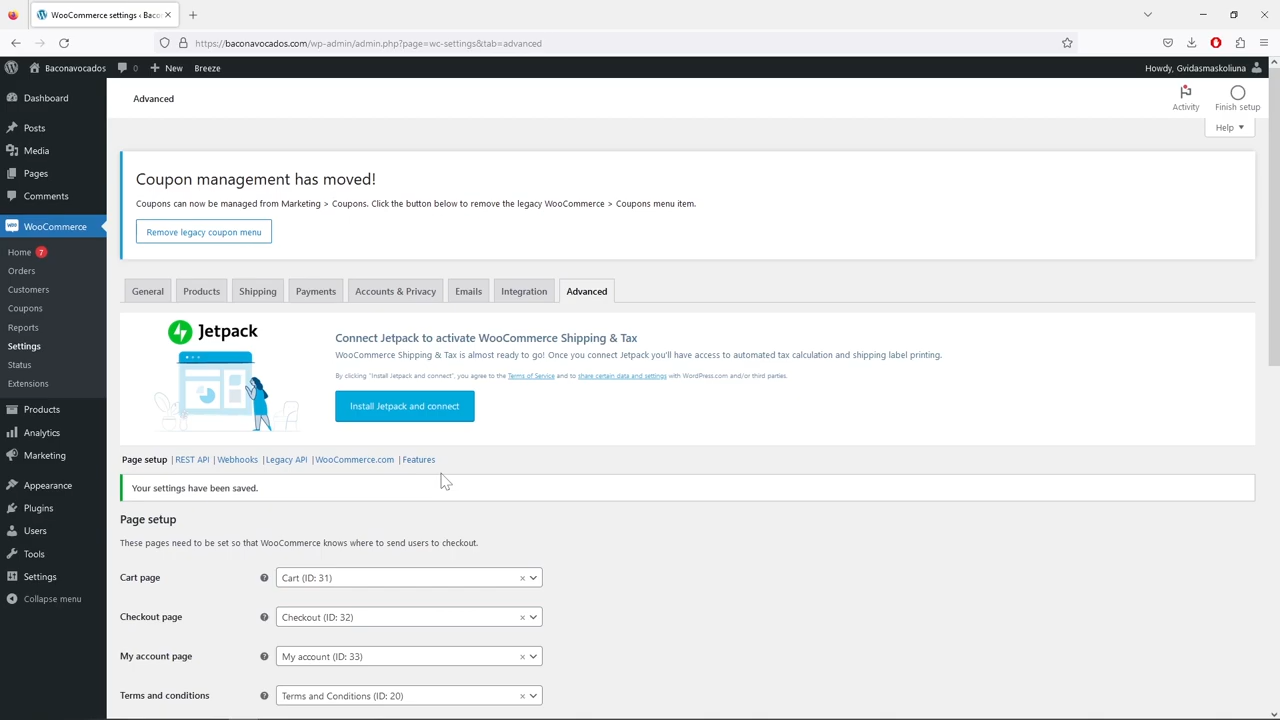 WooCommerce settings ‹ Baco
https://baconavocados.com/wp-admin/admin.php?page=wc-settings&tab=advanced
Baconavocados
0
New
Breeze
Howdy, Gvidasmaskoliuna
Dashboard
Posts
Media
Pages
Comments
WooCommerce
Home 7
Orders
Customers
Coupons
Reports
Settings
Status
Extensions
Products
Analytics
Marketing
Appearance
Plugins
Users
Tools
Settings
Collapse menu
Advanced
Activity
Finish setup
Help
Coupon management has moved!
Coupons can now be managed from Marketing > Coupons. Click the button below to remove the legacy WooCommerce > Coupons menu item.
Remove legacy coupon menu
General Products Shipping Payments Accounts & Privacy Emails Integration Advanced
Jetpack
Connect Jetpack to activate WooCommerce Shipping & Tax
WooCommerce Shipping & Tax is almost ready to go! Once you connect Jetpack you'll have access to automated tax calculation and shipping label printing.
By clicking "Install Jetpack and connect", you agree to the Terms of Service and to share certain data and settings with WordPress.com and/or third parties.
Install Jetpack and connect
Page setup | REST API | Webhooks | Legacy API | WooCommerce.com | Features
Your settings have been saved.
Page setup
These pages need to be set so that WooCommerce knows where to send users to checkout.
Cart page
Cart (ID: 31)
Checkout page
Checkout (ID: 32)
My account page
My account (ID: 33)
Terms and conditions
Terms and Conditions (ID: 20)